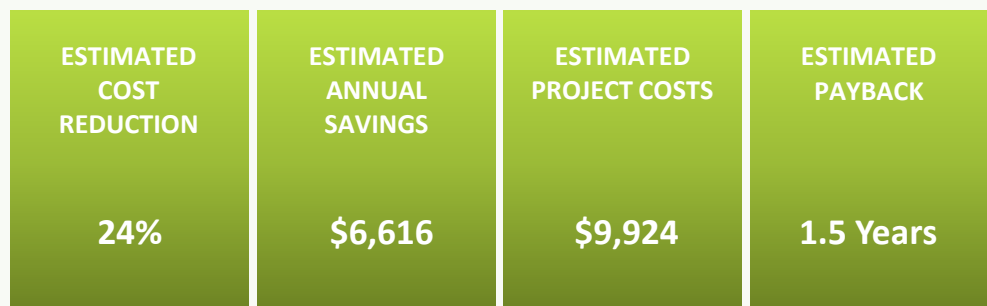 ESTIMATED
COST
REDUCTION
24%
ESTIMATED
ANNUAL
SAVINGS
$6,616
ESTIMATED
PROJECT COSTS
$9,924
ESTIMATED
PAYBACK
1.5 Years